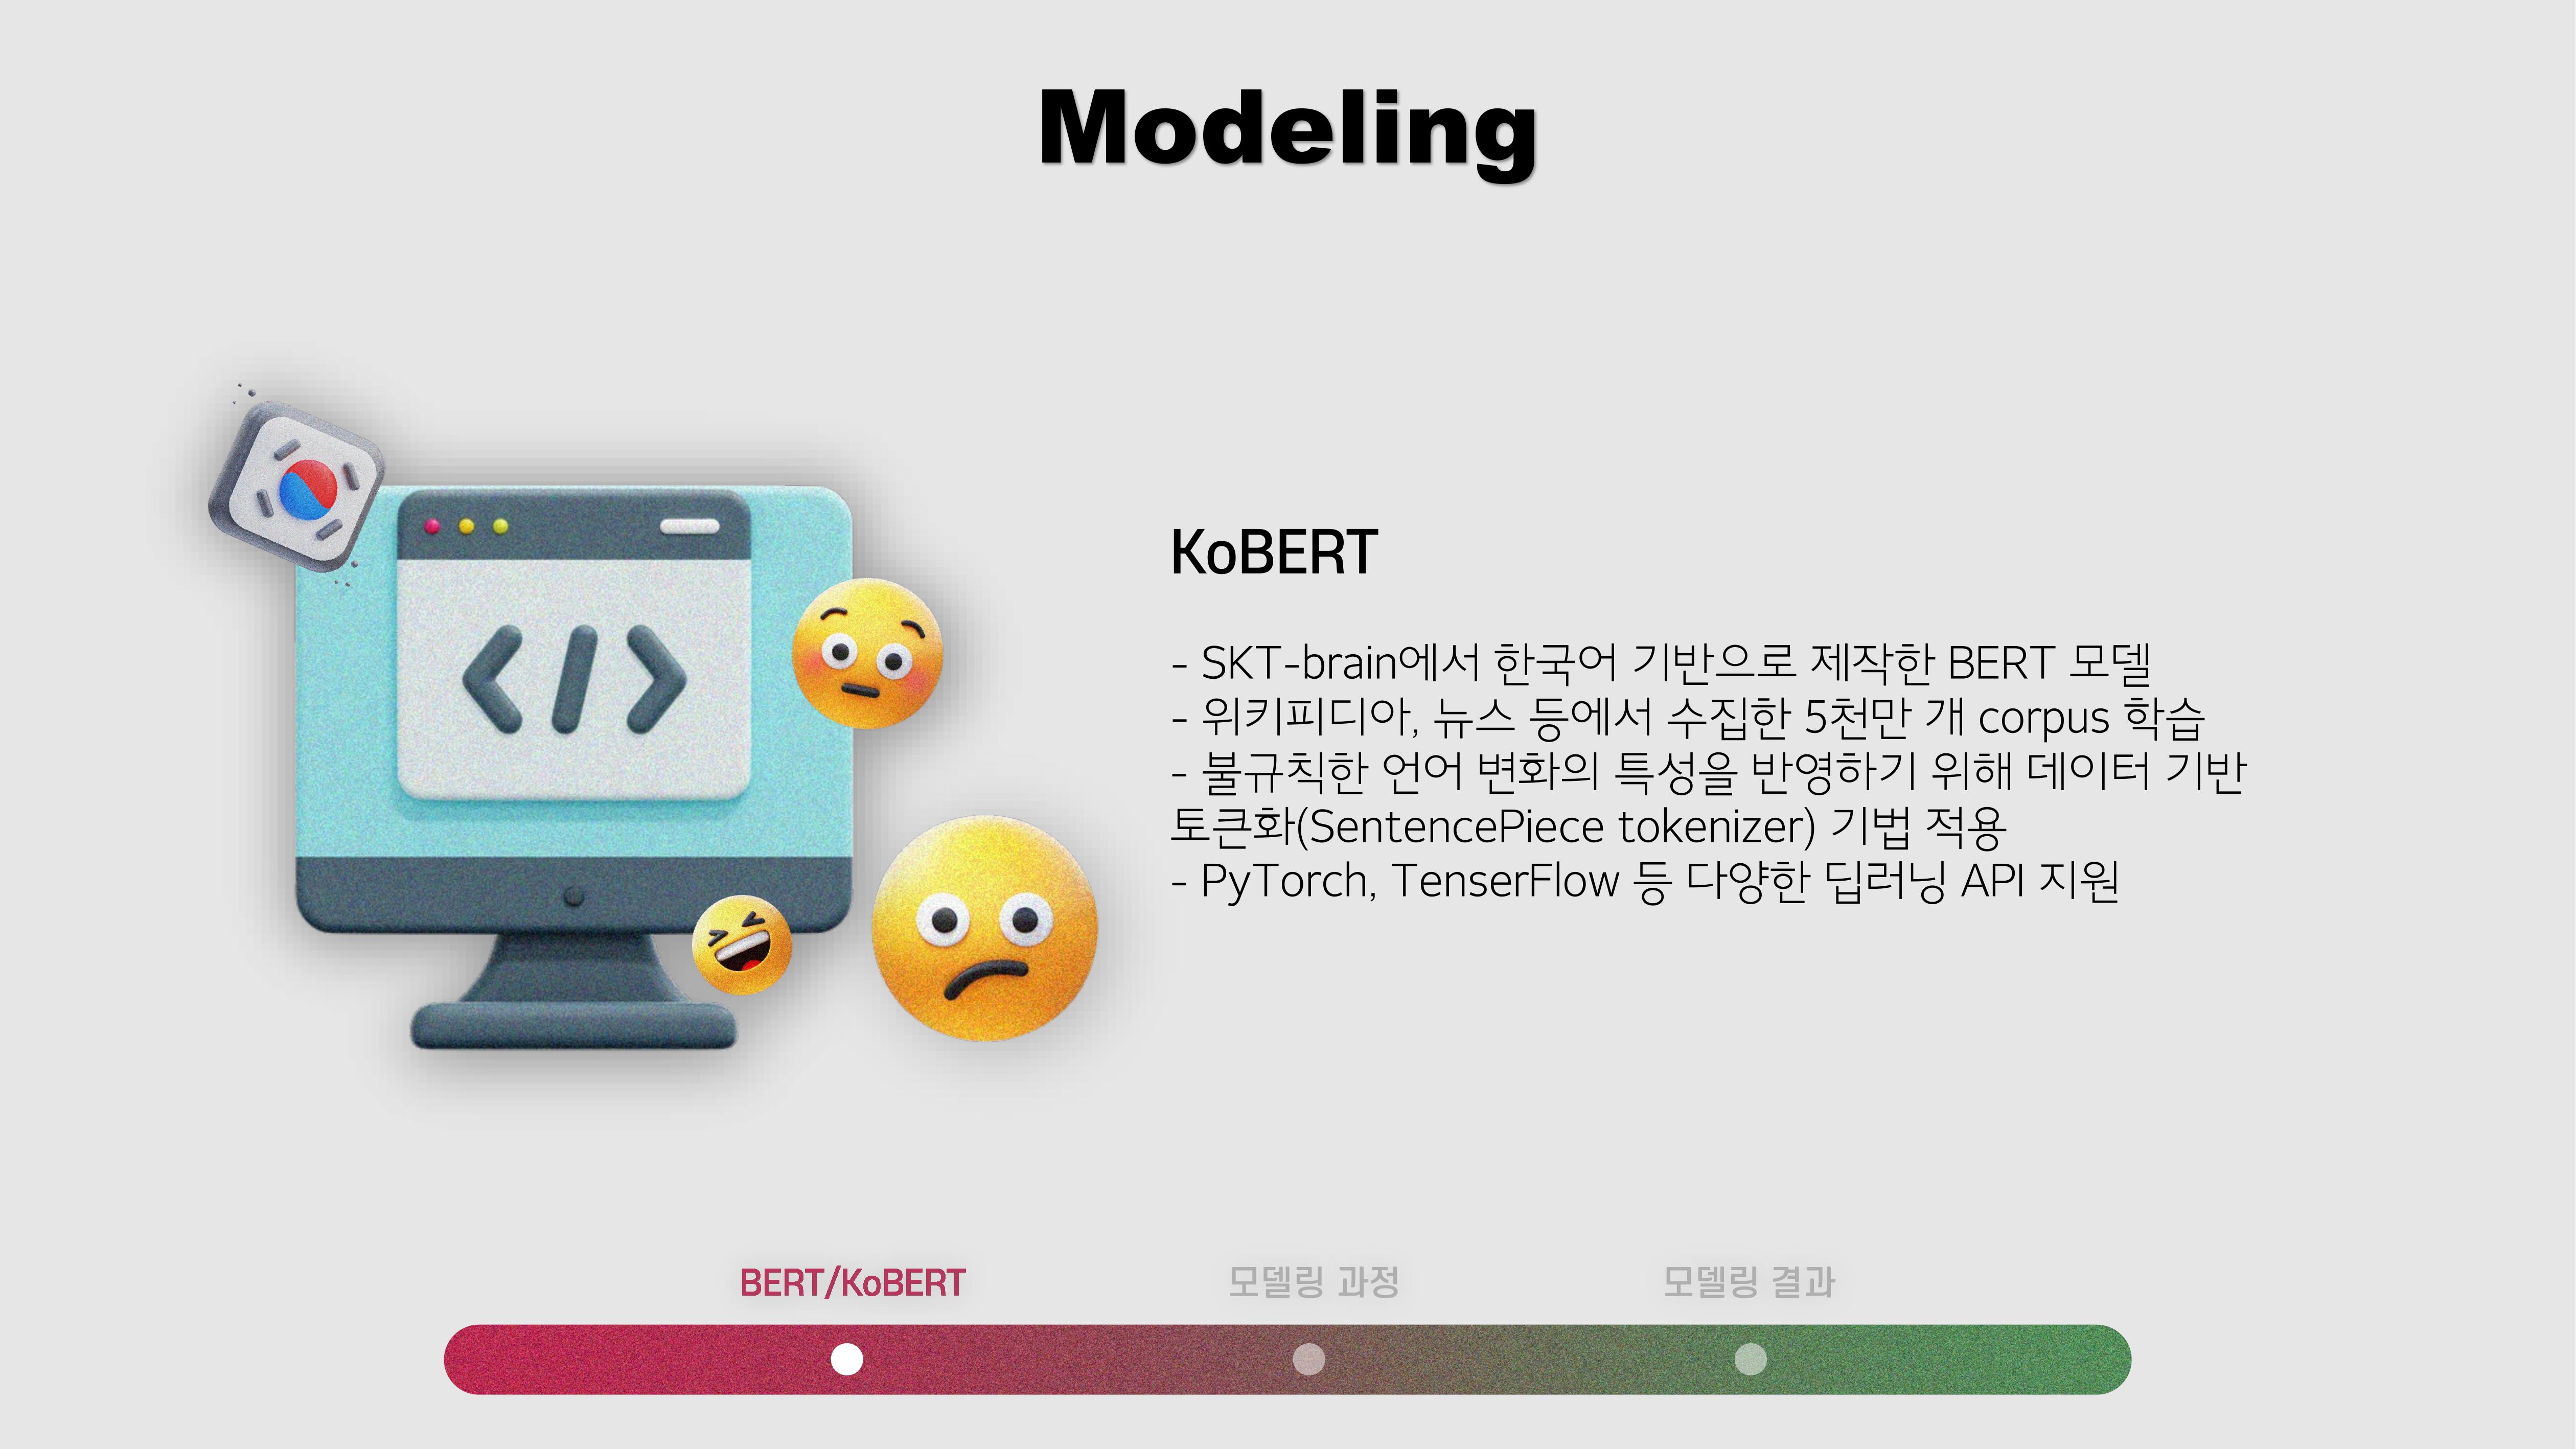 Modeling
KoBERT
- SKT-brain에서 한국어 기반으로 제작한 BERT 모델
- 위키피디아, 뉴스 등에서 수집한 5천만 개 corpus 학습
- 불규칙한 언어 변화의 특성을 반영하기 위해 데이터 기반
토큰화(SentencePiece tokenizer) 기법 적용
- PyTorch, TenserFlow 등 다양한 딥러닝 API 지원
BERT/KoBERT
모델링 과정
모델링 결과